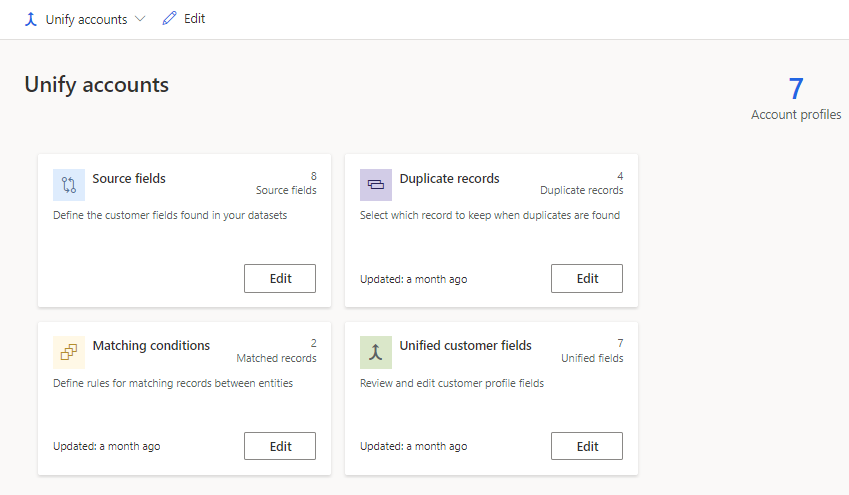 Unify accounts
Edit
Unify accounts
7
Account profiles
Source fields
8
Source fields
Define the customer fields found in your datasets
Edit
Duplicate records
4
Duplicate records
Select which record to keep when duplicates are found
Updated: a month ago
Edit
Matching conditions
2
Matched records
Define rules for matching records between entities
Updated: a month ago
Edit
Unified customer fields
7
Unified fields
Review and edit customer profile fields
Updated: a month ago
Edit